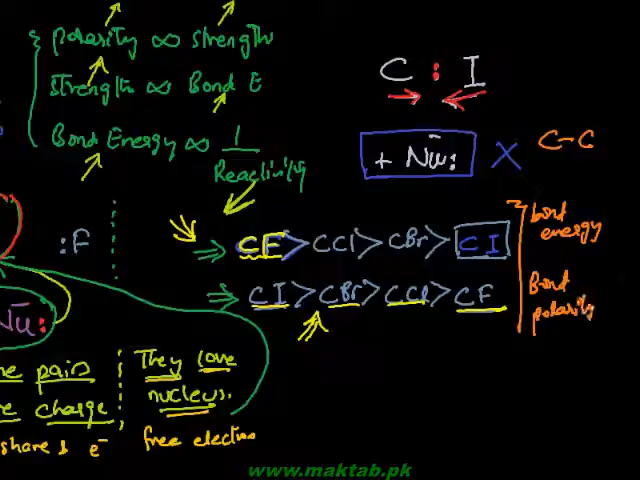 polarity ∝ strength
strength ∝ Bond E
Bond Energy ∝ 1
Reactivity
C : I
+ Nu:
X
C-C
:F
CF > CCl > CBr > CI
bond energy
CI > CBr > CCl > CF
Bond polarity
Nu:
pair
They love
charge
nucleus.
share e-
free electron
www.maktab.pk